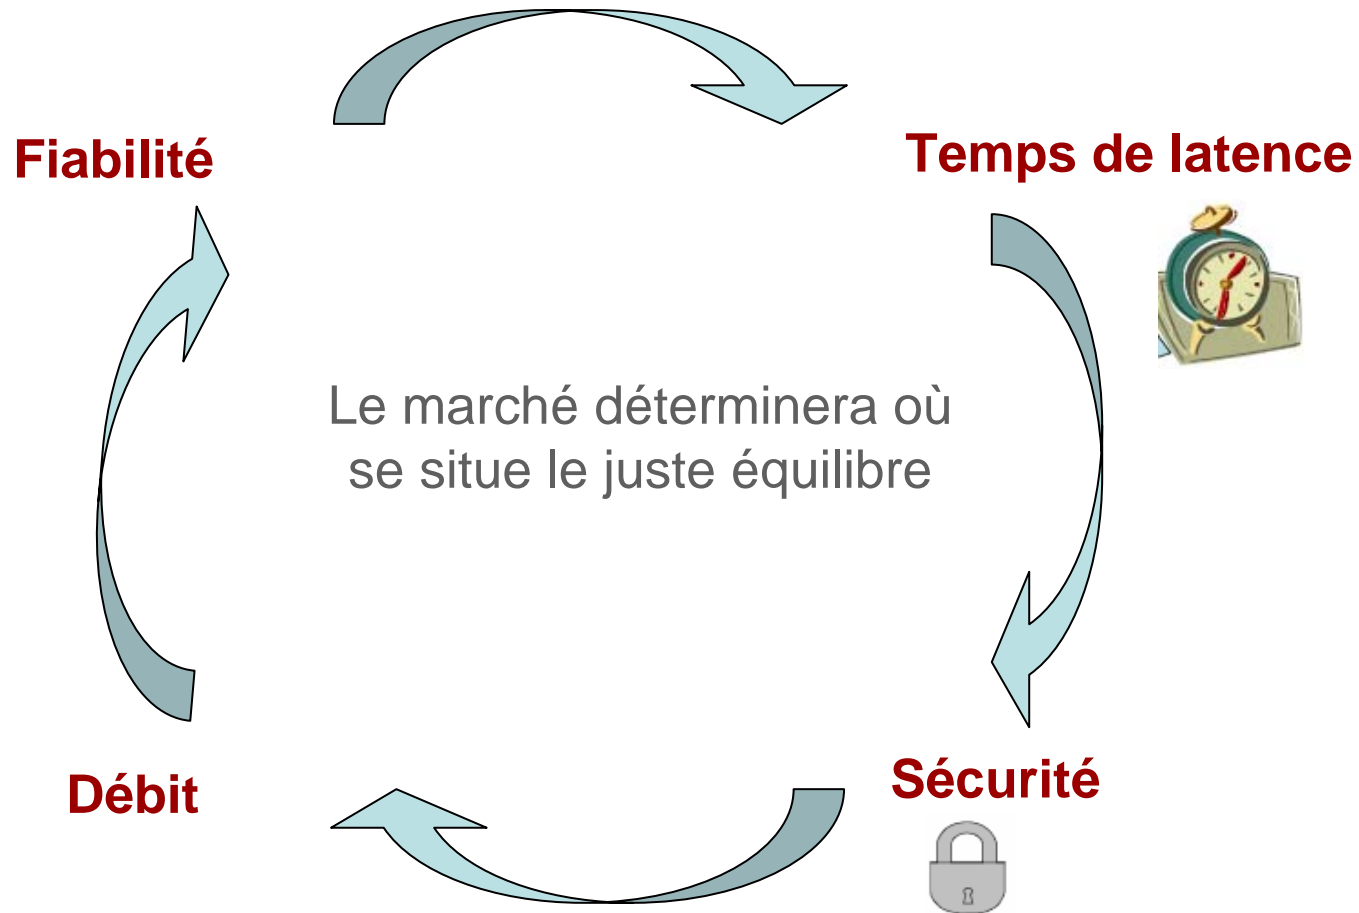 Fiabilité
Temps de latence
Le marché déterminera où
se situe le juste équilibre
Débit
Sécurité